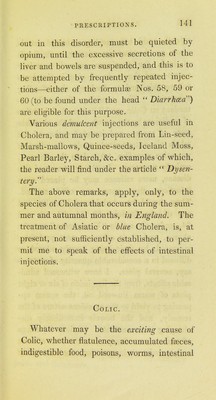 PRESCRIPTIONS. 141
out in this disorder, must be quieted by
opium, until the excessive secretions of the
liver and bowels are suspended, and this is to
be attempted by frequently repeated injec-
tions—either of the formulæ Nos. 58, 59 or
60 (to be found under the head “ Diarrhœa”)
are eligible for this purpose.
Various demulcent injections are useful in
Cholera, and may be prepared from Lin-seed,
Marsh-mallows, Quince-seeds, Iceland Moss,
Pearl Barley, Starch, &c. examples of which,
the reader will find under the article “ Dysen-
tery.”
The above remarks, apply, only, to the
species of Cholera that occurs during the sum-
mer and autumnal months, in England. The
treatment of Asiatic or blue Cholera, is, at
present, not sufficiently established, to per-
mit me to speak of the effects of intestinal
injections.
Colic.
Whatever may be the exciting cause of
Colic, whether flatulence, accumulated fæces,
indigestible food, poisons, worms, intestinal